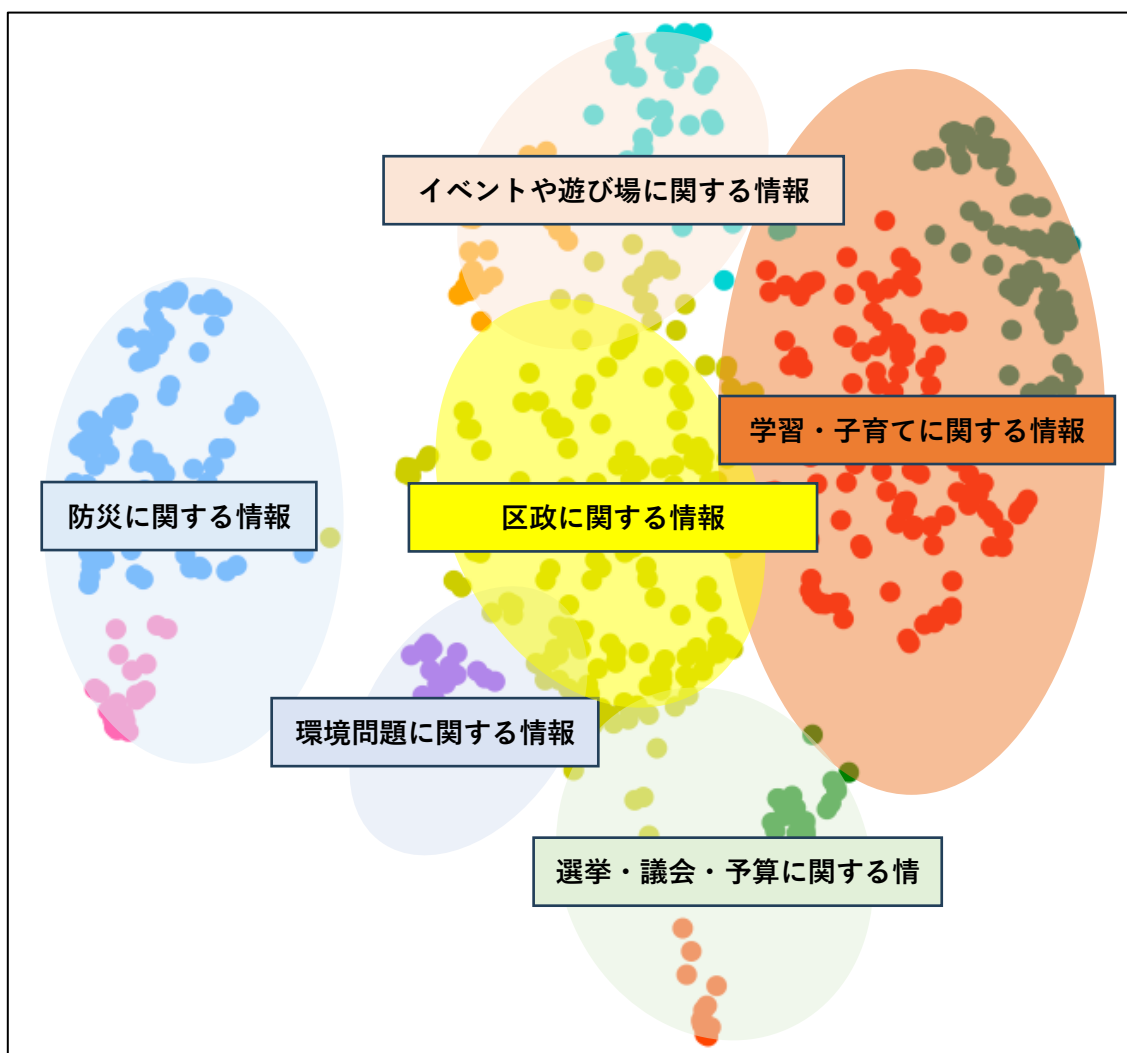 イベントや遊び場に関する情報
学習・子育てに関する情報
防災に関する情報
区政に関する情報
環境問題に関する情報
選挙・議会・予算に関する情